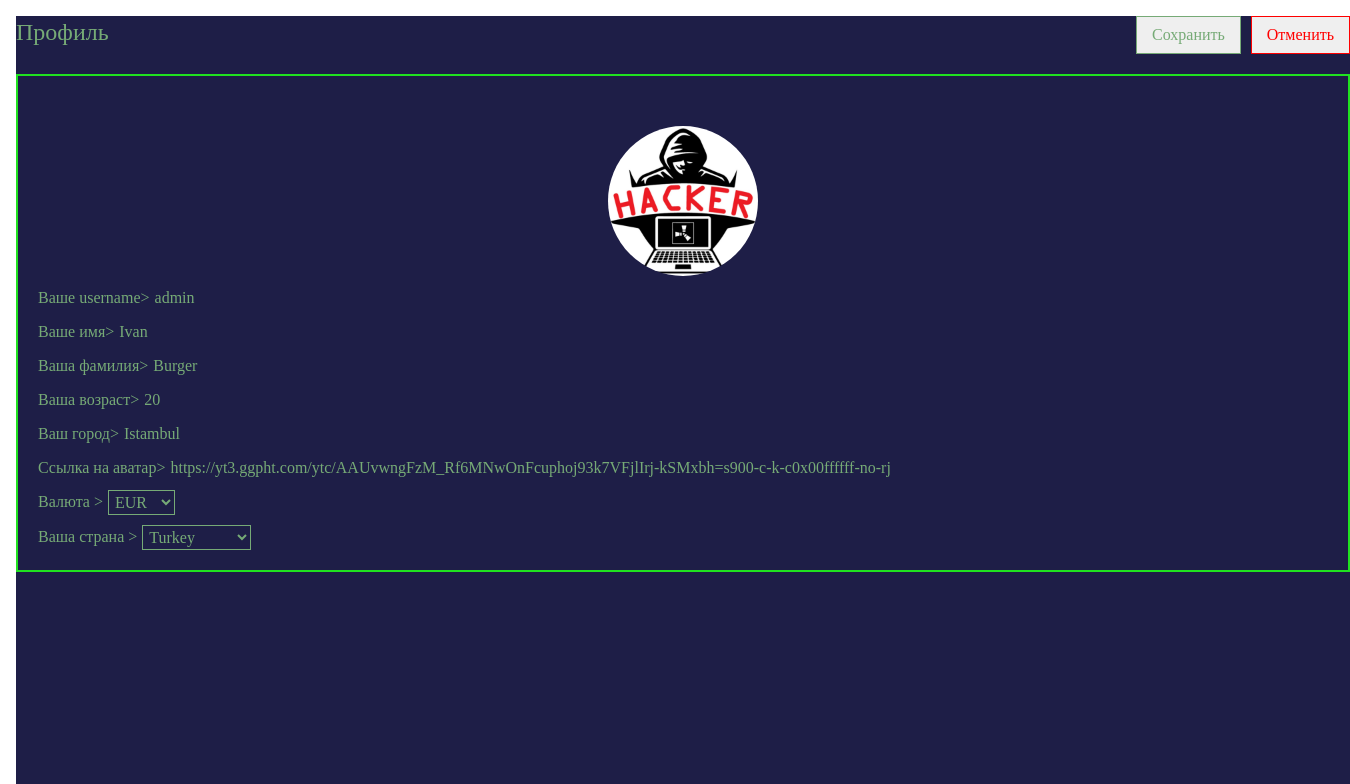 Профиль
Сохранить
Отменить
HACKER
Ваше username> admin
Ваше имя> Ivan
Ваша фамилия> Burger
Ваша возраст> 20
Ваш город> Istambul
Ссылка на аватар> https://yt3.ggpht.com/ytc/AAUvwngFzM_Rf6MNwOnFcuphoj93k7VFjlIrj-kSMxbh=s900-c-k-c0x00ffffff-no-rj
Валюта > EUR
Ваша страна > Turkey